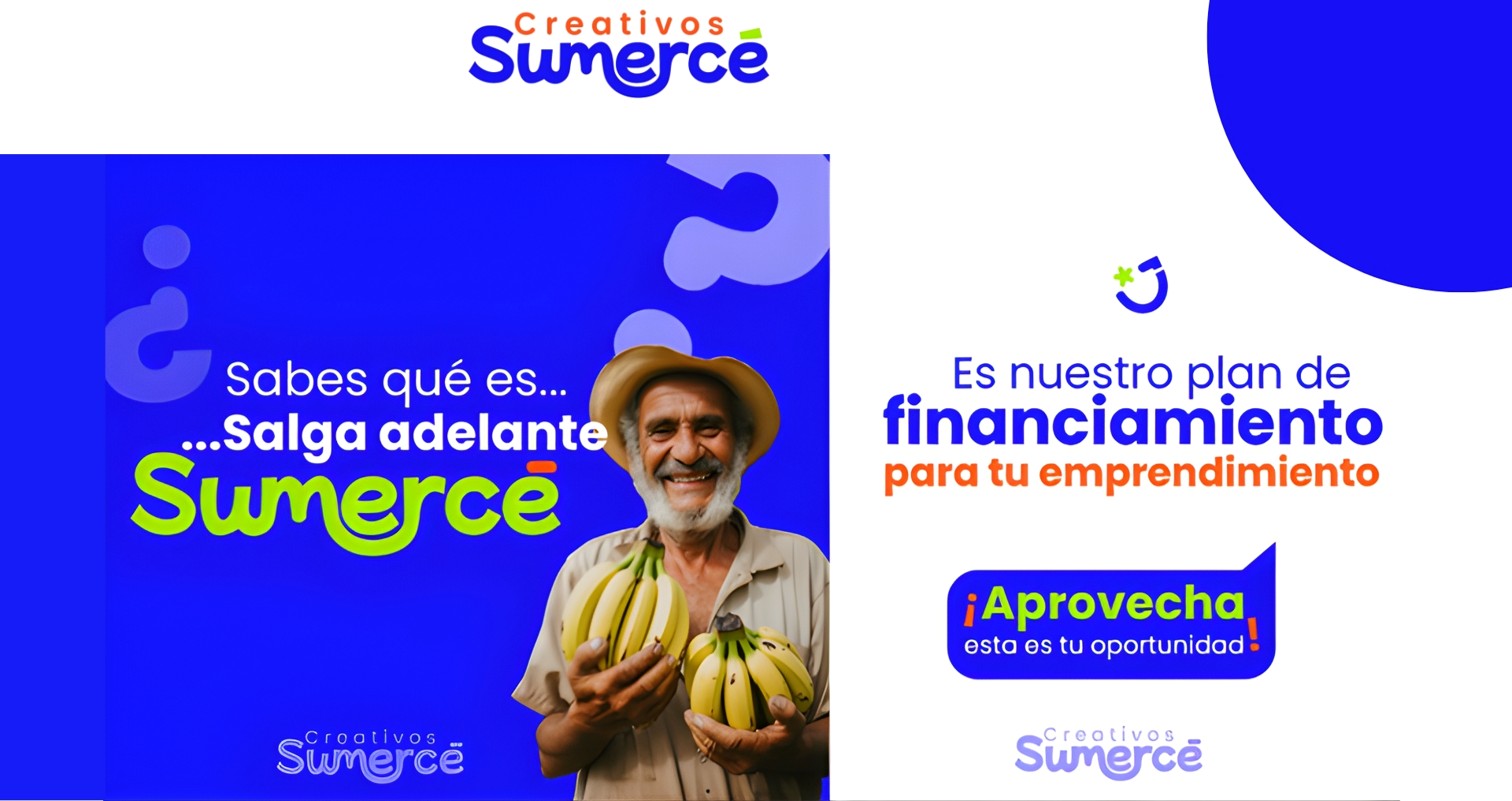 Creativos
Sumercé
Sabes qué es...
...Salga adelante
Sumercé
Creativos
Sumercé
Es nuestro plan de
financiamiento
para tu emprendimiento
¡Aprovecha
esta es tu oportunidad!
Creativos
Sumercé